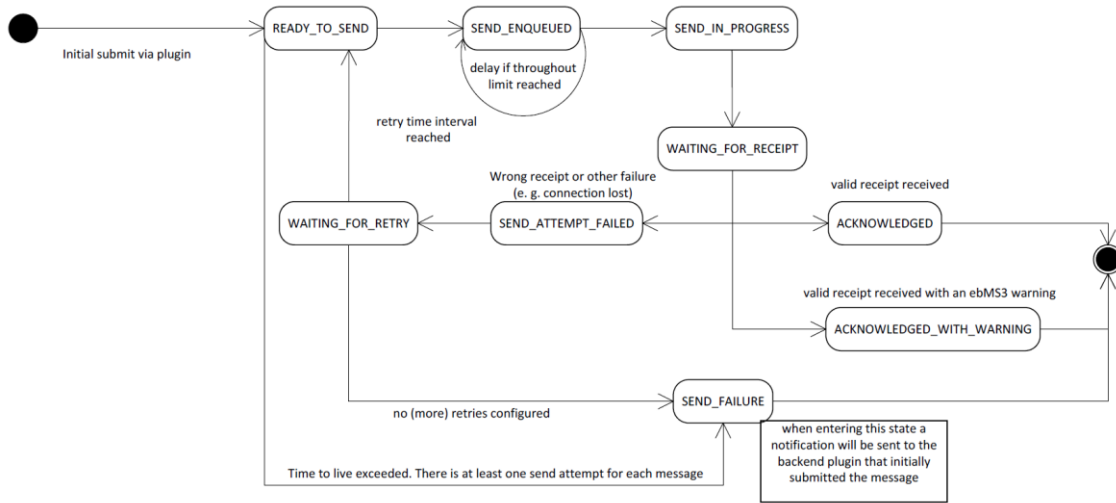 READY_TO_SEND
SEND_ENQUEUED
SEND_IN_PROGRESS
Initial submit via plugin
delay if throughout
limit reached
retry time interval
reached
WAITING_FOR_RECEIPT
Wrong receipt or other failure
(e. g. connection lost)
valid receipt received
WAITING_FOR_RETRY
SEND_ATTEMPT_FAILED
ACKNOWLEDGED
valid receipt received with an ebMS3 warning
ACKNOWLEDGED_WITH_WARNING
SEND_FAILURE
no (more) retries configured
when entering this state a
notification will be sent to the
backend plugin that initially
submitted the message
Time to live exceeded. There is at least one send attempt for each message